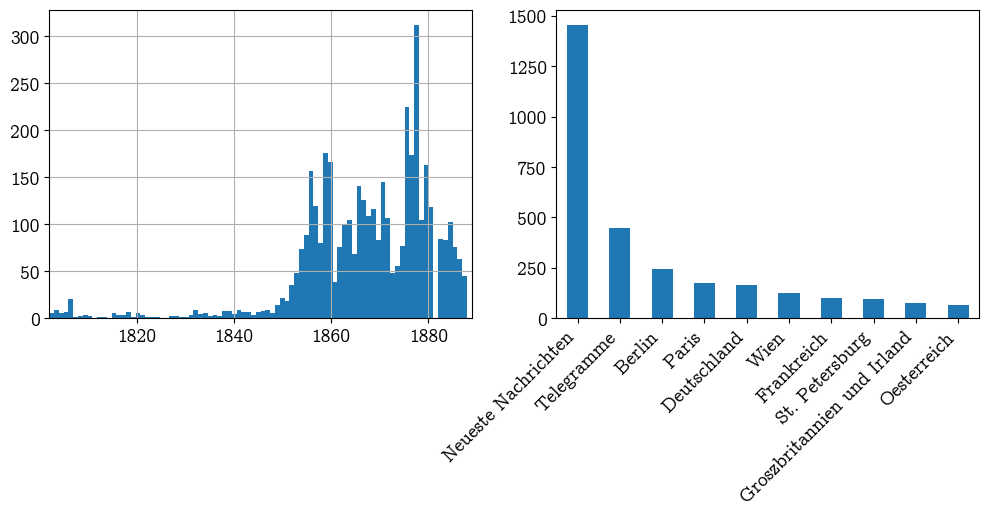 300
250
200
150
100
50
0
1820
1840
1860
1880
1500
1250
1000
750
500
250
0
Neueste Nachrichten
Telegramme
Berlin
Paris
Deutschland
Wien
Frankreich
St. Petersburg
Groszbritannien und Irland
Oesterreich